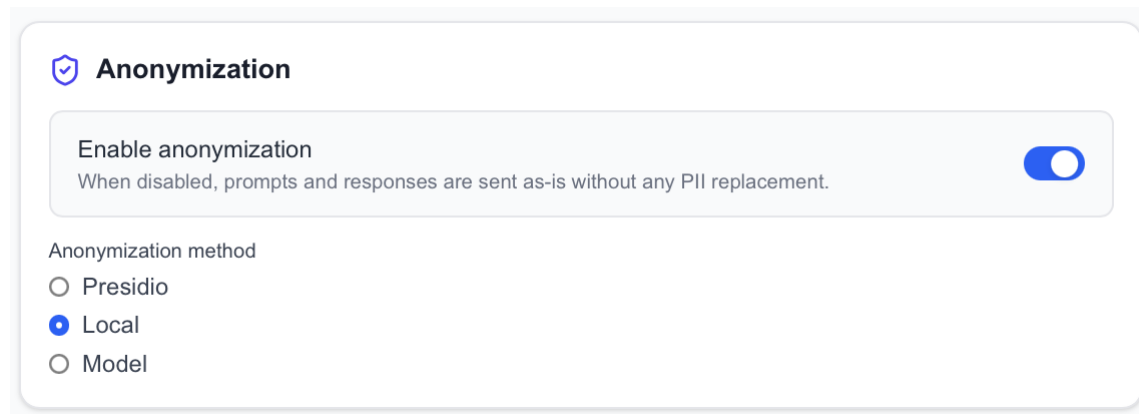 Anonymization
Enable anonymization
When disabled, prompts and responses are sent as-is without any PII replacement.
Anonymization method
Presidio
Local
Model